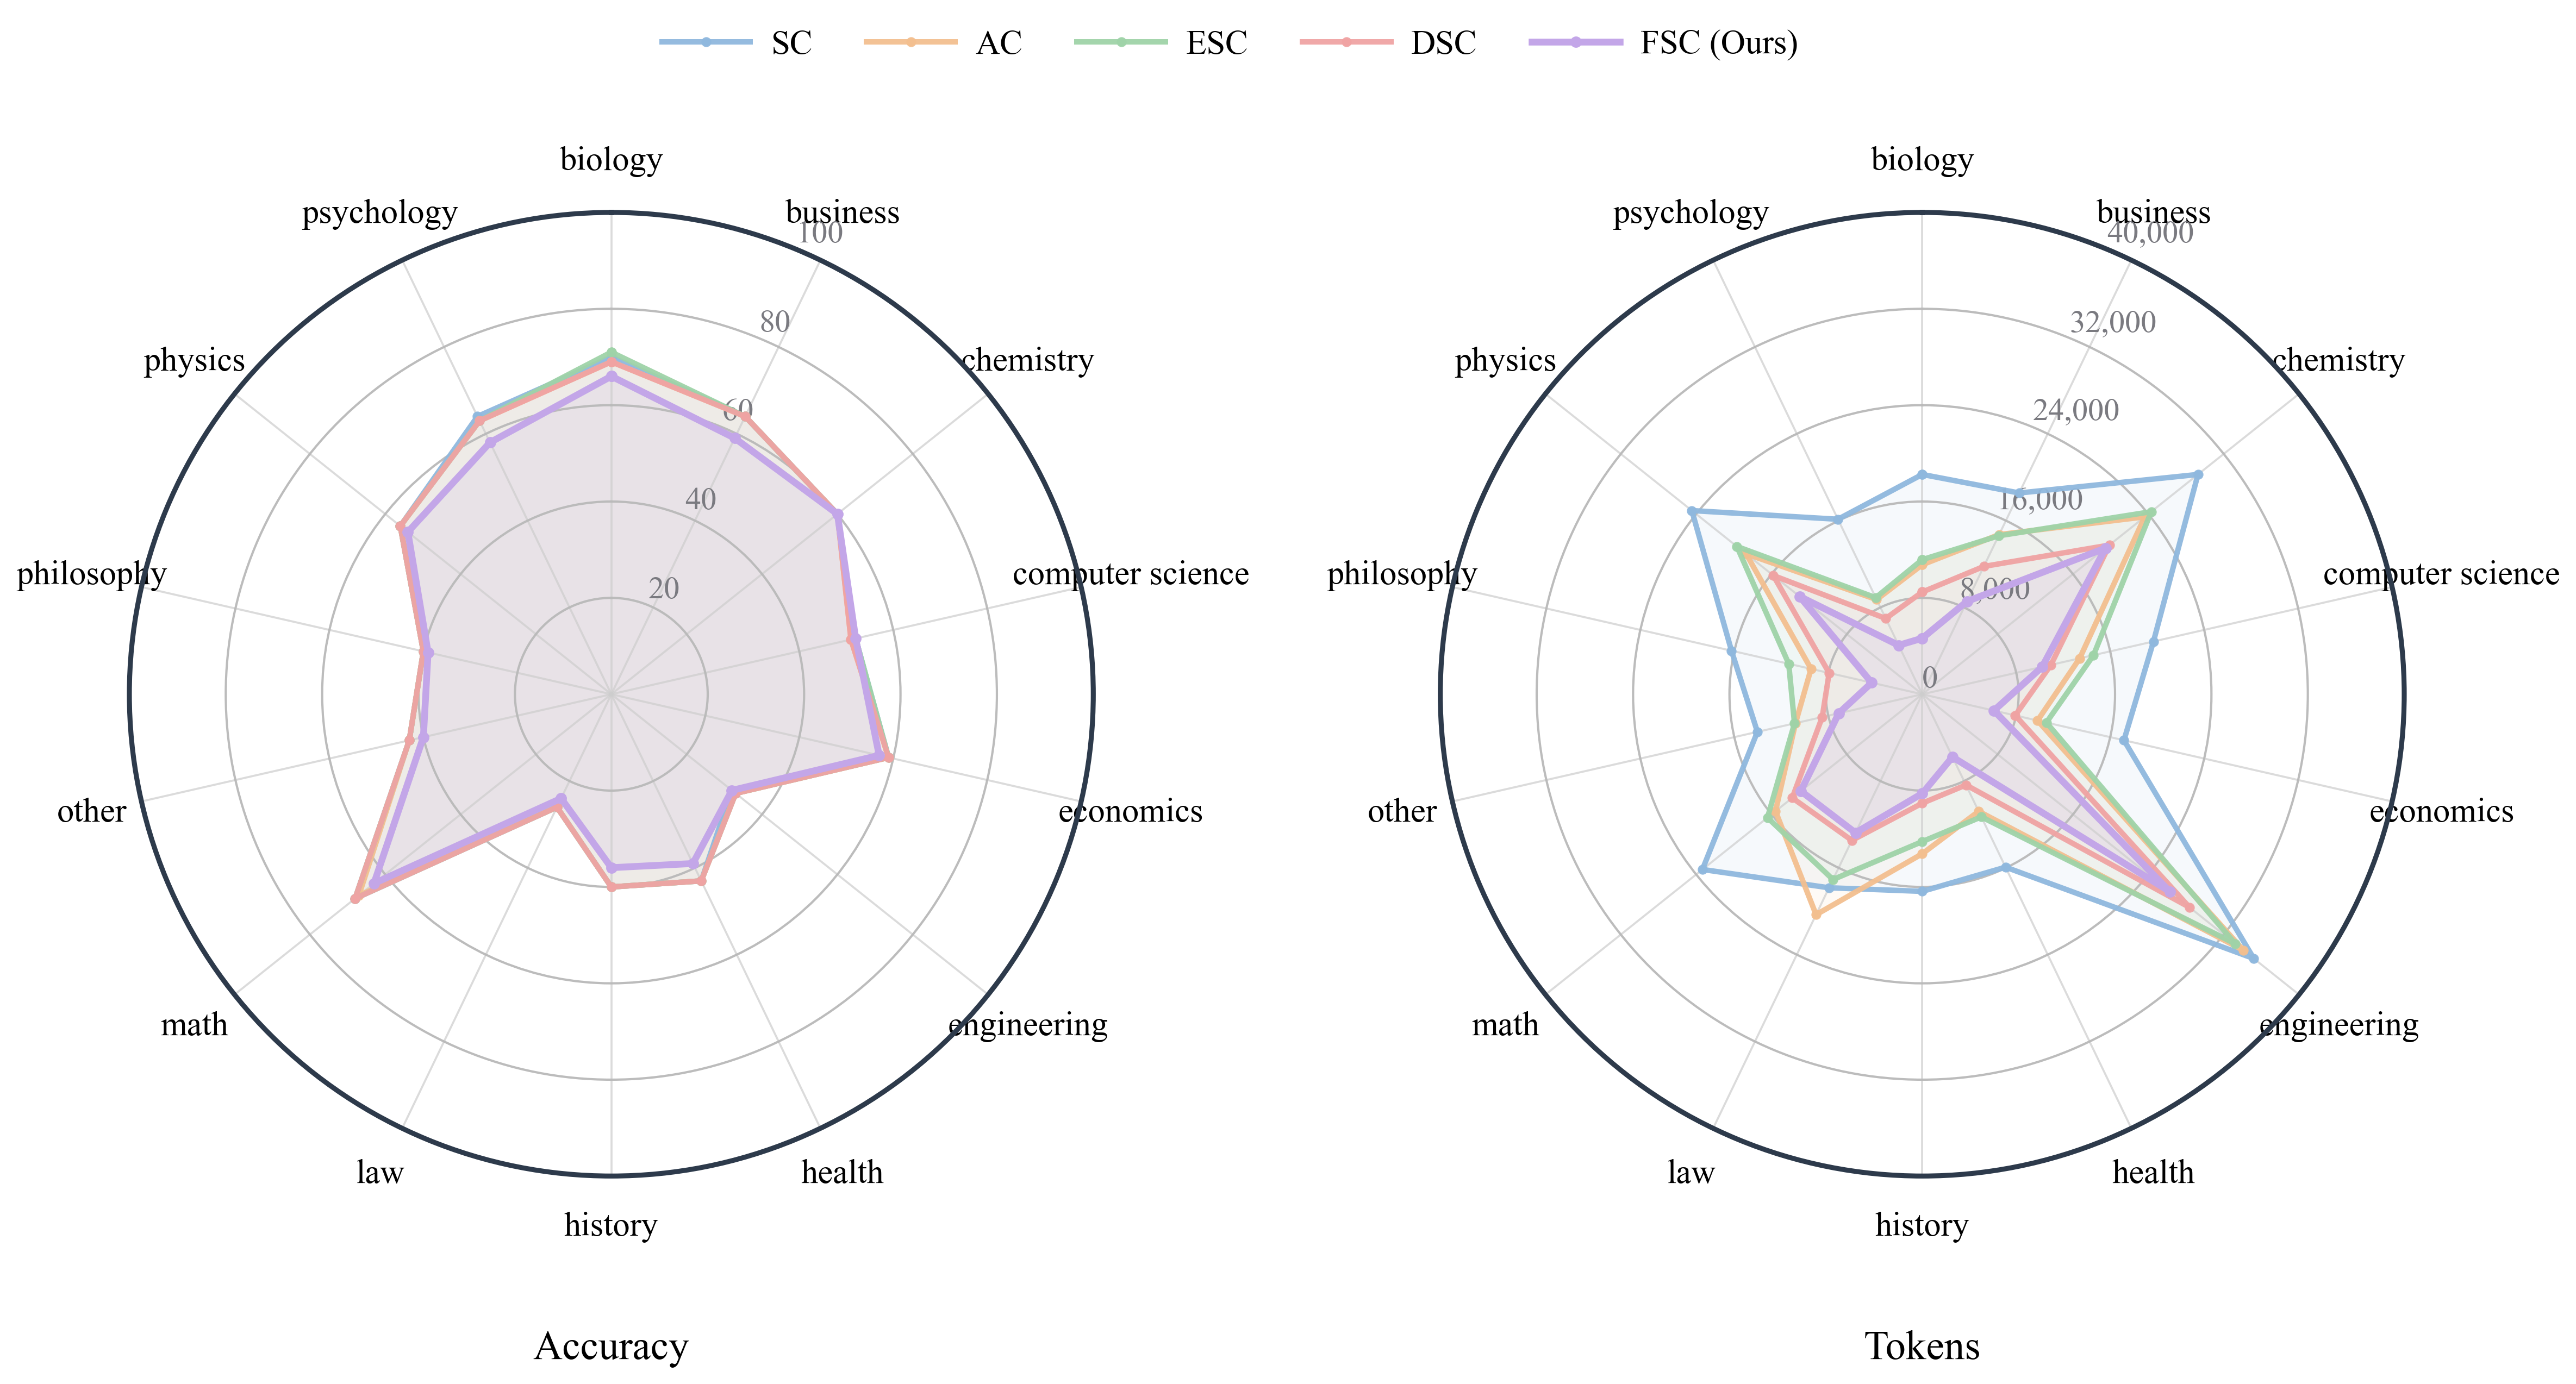 SC AC ESC DSC FSC (Ours)
biology
business
chemistry
computer science
economics
engineering
health
history
law
math
other
philosophy
physics
psychology
20
40
60
80
100
Accuracy
biology
business
chemistry
computer science
economics
engineering
health
history
law
math
other
philosophy
physics
psychology
0
8,000
16,000
24,000
32,000
40,000
Tokens